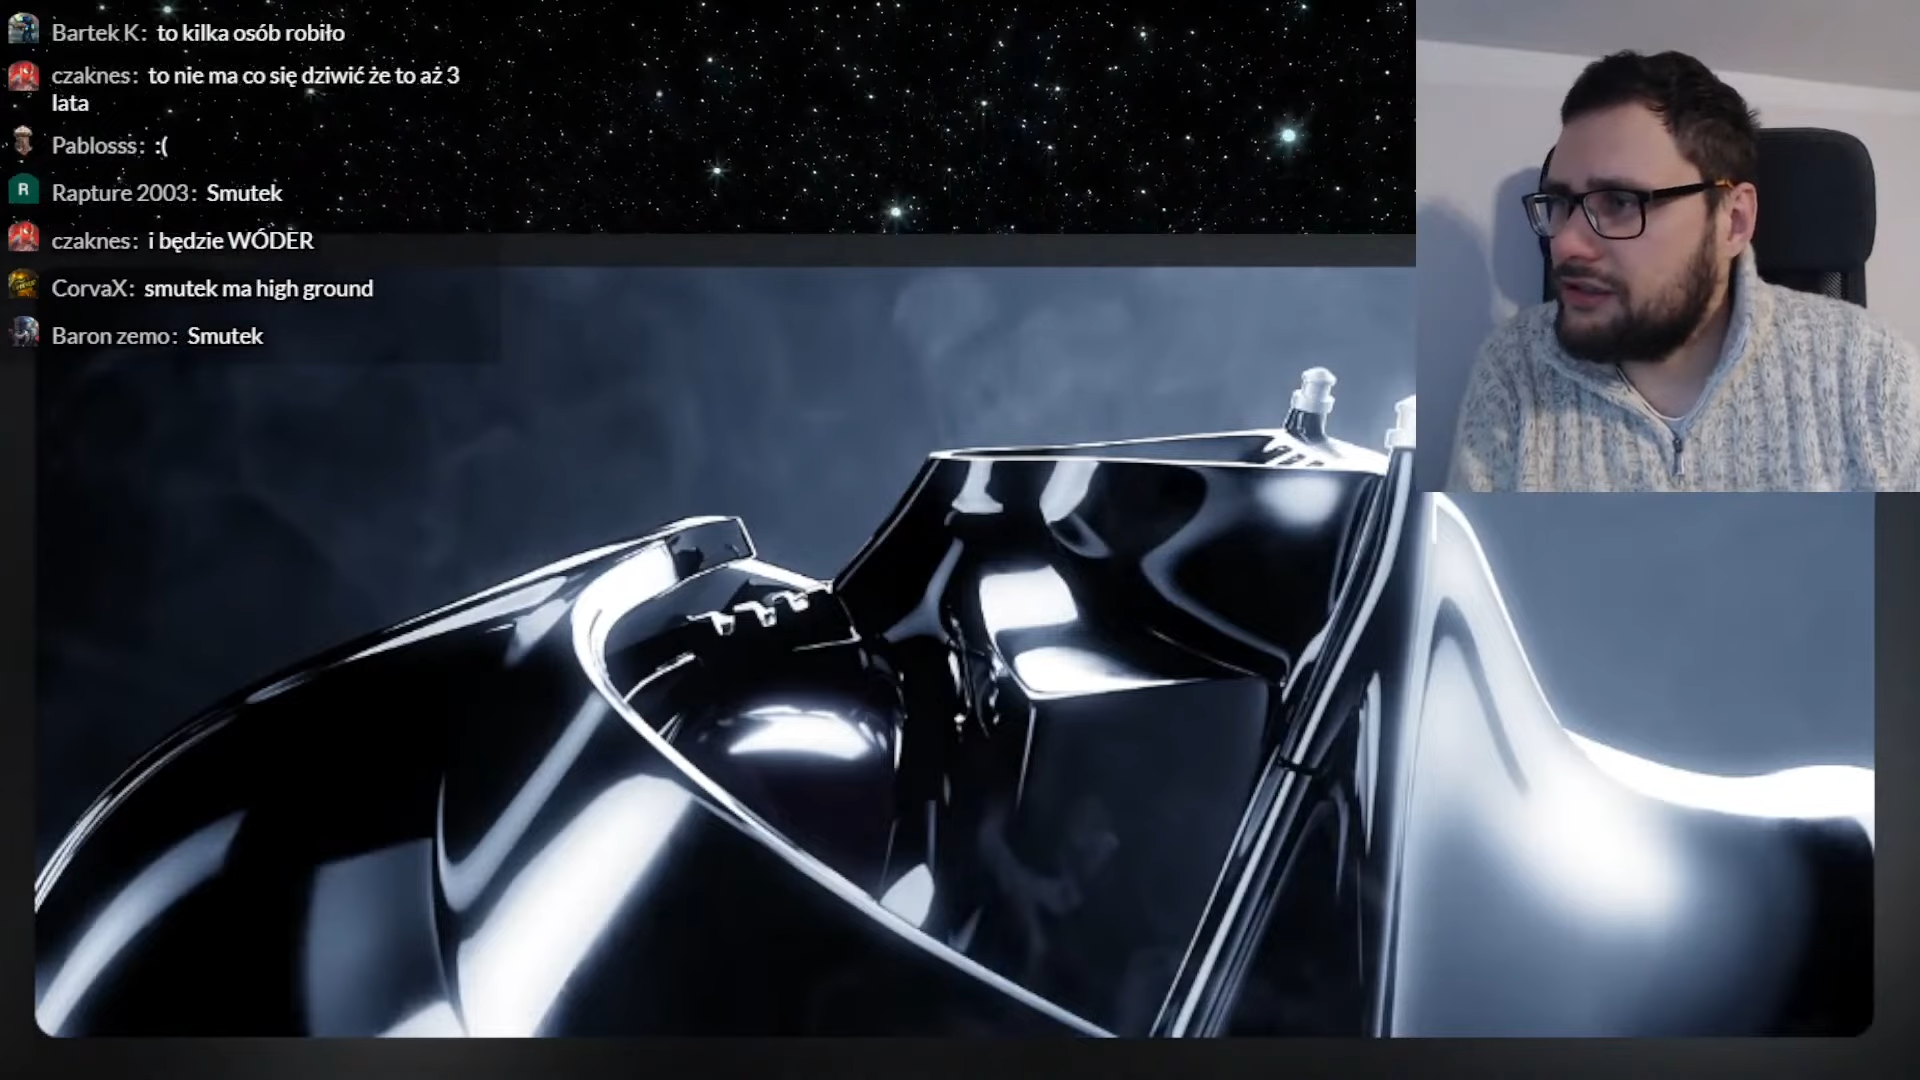 Bartek K: to kilka osób robiło
czaknes: to nie ma co się dziwić że to aż 3
lata
Pablosss: :(
R
Rapture 2003: Smutek
czaknes: i będzie WÓDER
CorvaX: smutek ma high ground
Baron zemo: Smutek